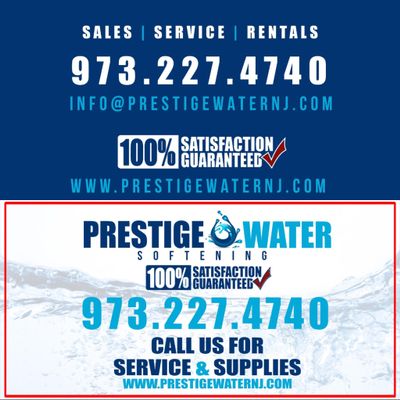 SALES | SERVICE | RENTALS
973.227.4740
INFO@PRESTIGEWATERNJ.COM
100% SATISFACTION GUARANTEED
WWW.PRESTIGEWATERNJ.COM
PRESTIGE WATER
SOFTENING
100% SATISFACTION GUARANTEED
973.227.4740
CALL US FOR
SERVICE & SUPPLIES
WWW.PRESTIGEWATERNJ.COM